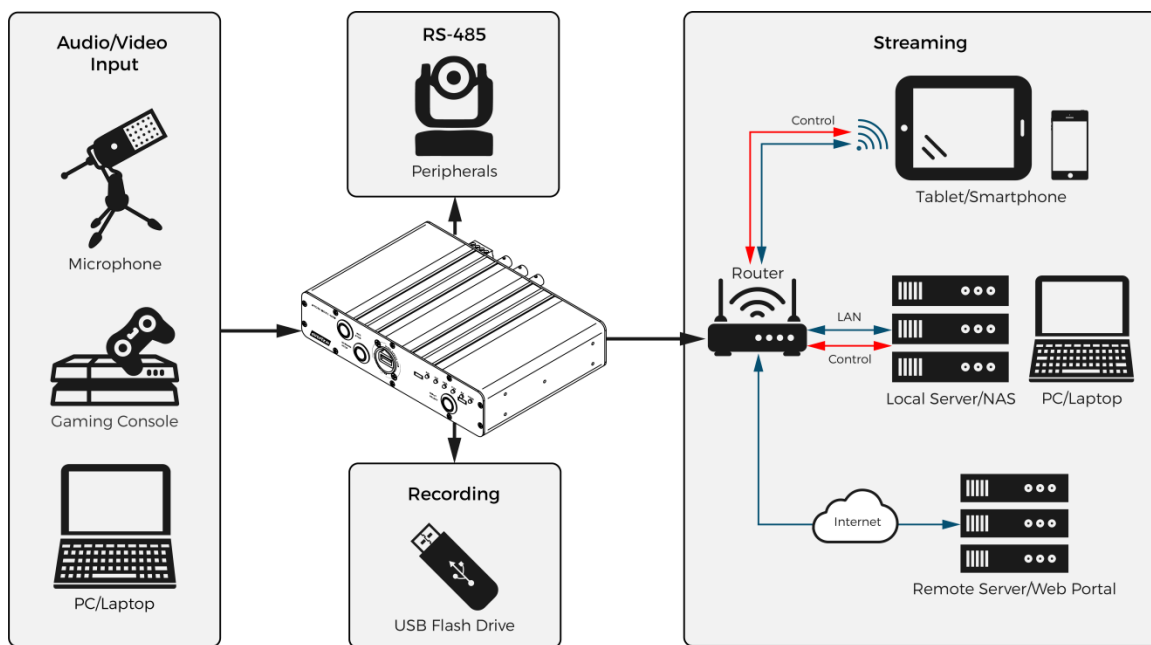 Audio/Video
Input
Microphone
Gaming Console
PC/Laptop
RS-485
Peripherals
Recording
USB Flash Drive
Streaming
Control
Tablet/Smartphone
Router
LAN
Control
Local Server/NAS
PC/Laptop
Internet
Remote Server/Web Portal